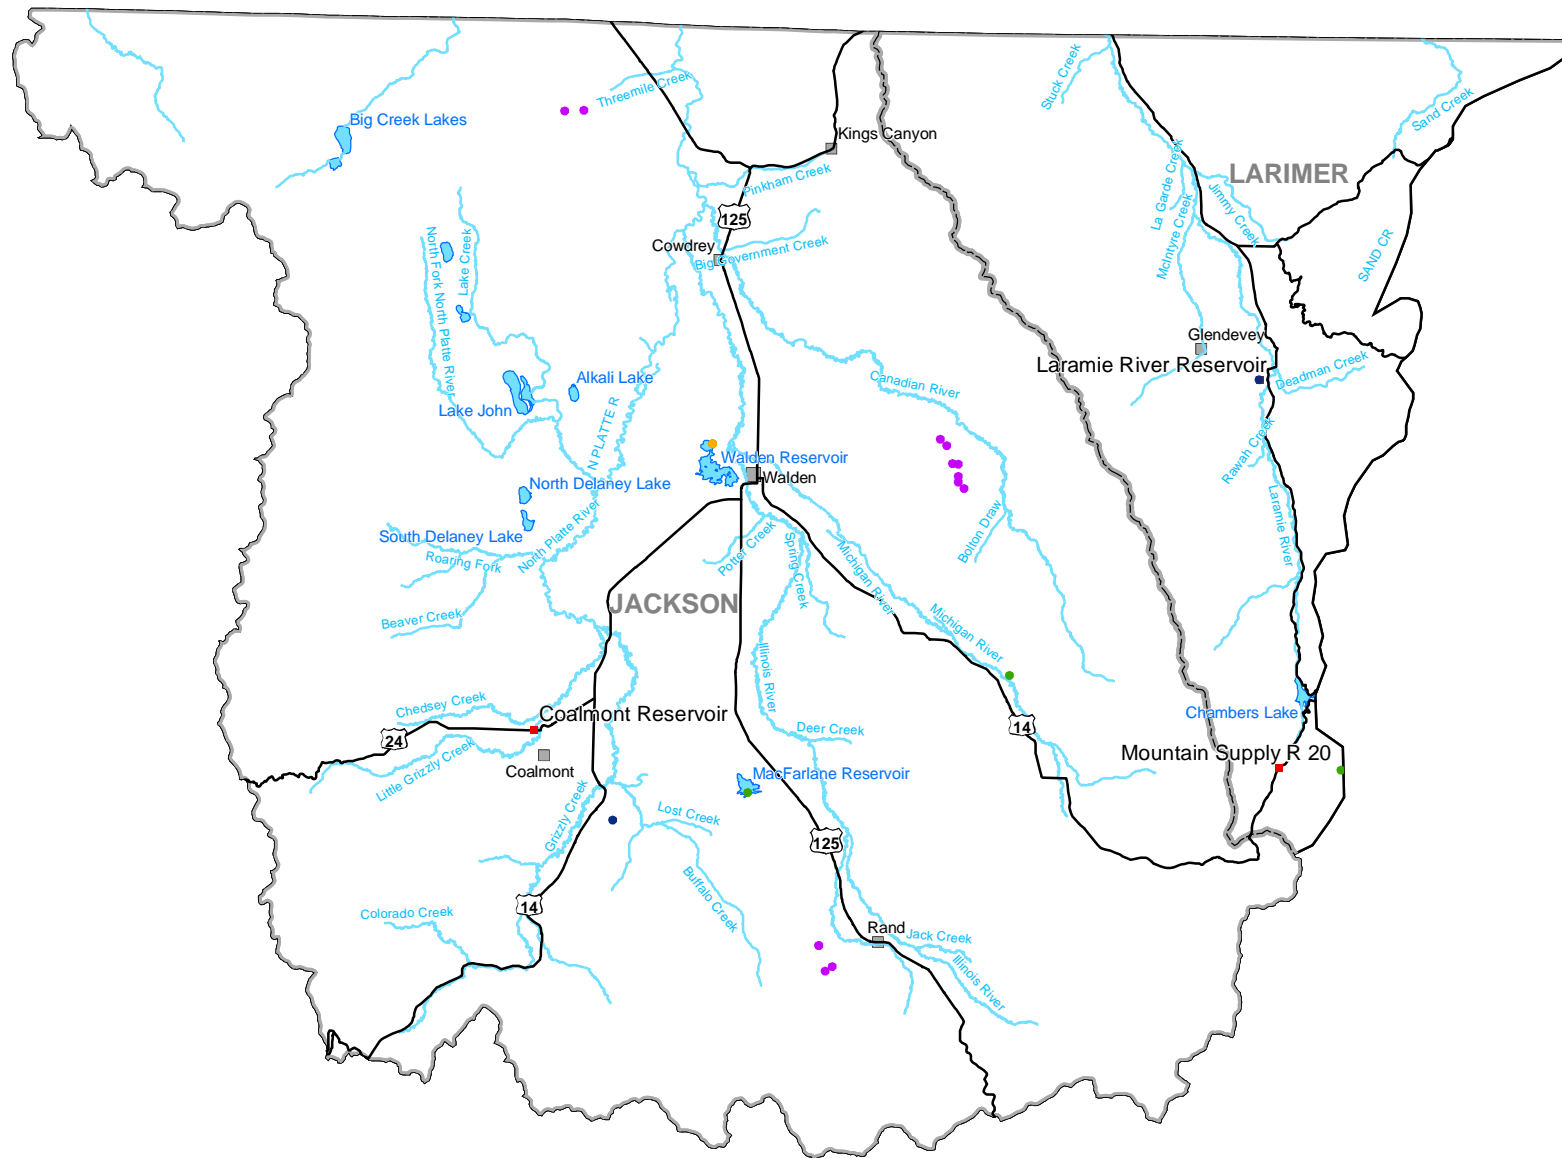 Stuck Creek
Threemile Creek
Sand Creek
Big Creek Lakes
Kings Canyon
LARIMER
Pinkham Creek
La Garde Creek
Jimmy Creek
125
McIntyre Creek
Cowdrey
Big Government Creek
SAND CR
North Fork North Platte River
Lake Creek
Glendevey
Laramie River Reservoir
Deadman Creek
Alkali Lake
Canadian River
Lake John
N PLATTE R
Rawah Creek
Walden Reservoir
Walden
North Delaney Lake
Laramie River
South Delaney Lake
North Platte River
Bolton Draw
Roaring Fork
Potter Creek
Spring Creek
Michigan River
JACKSON
Beaver Creek
Michigan River
Illinois River
Chedsey Creek
Coalmont Reservoir
Chambers Lake
24
Deer Creek
14
Mountain Supply R 20
Little Grizzly Creek
Coalmont
MacFarlane Reservoir
Grizzly Creek
Lost Creek
125
Buffalo Creek
14
Colorado Creek
Rand
Jack Creek
Illinois River